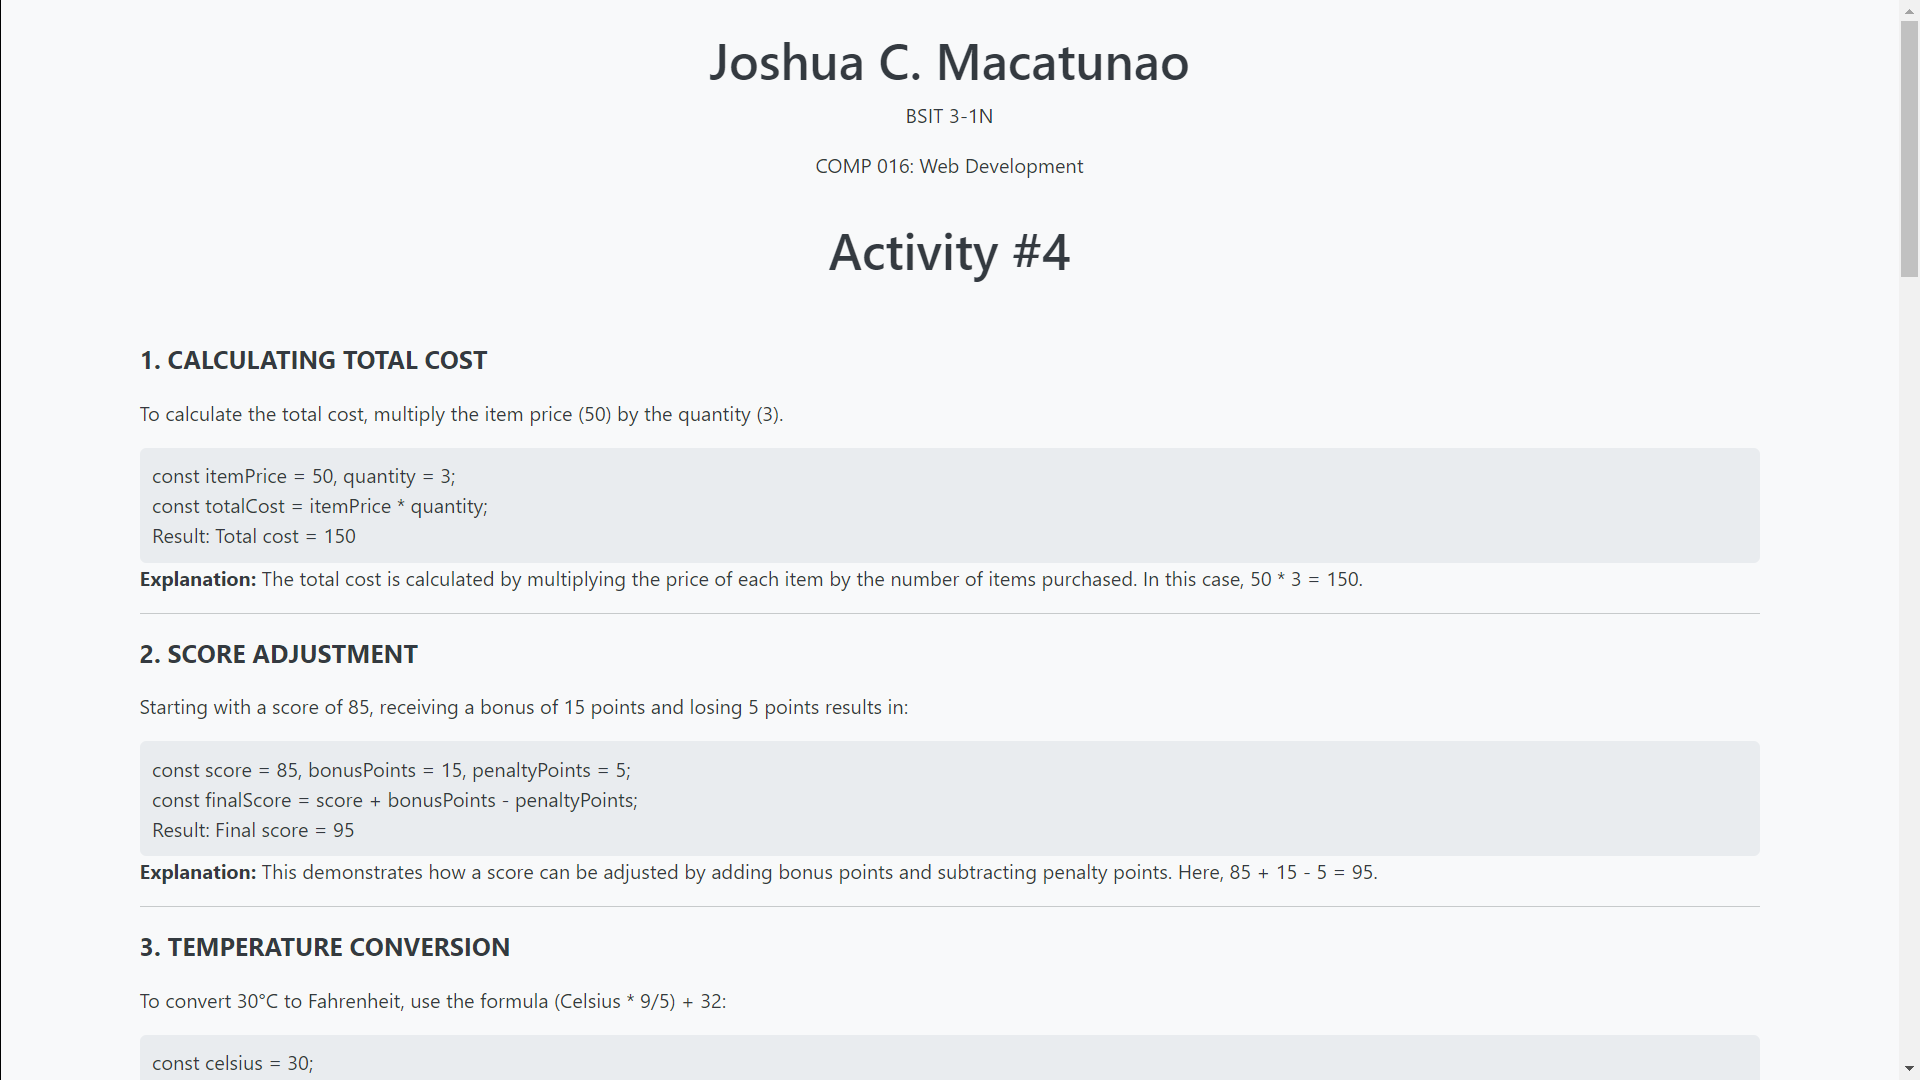 Joshua C. Macatunao
BSIT 3-1N
COMP 016: Web Development
Activity #4
1. CALCULATING TOTAL COST
To calculate the total cost, multiply the item price (50) by the quantity (3).
const itemPrice = 50, quantity = 3;
const totalCost = itemPrice * quantity;
Result: Total cost = 150
Explanation: The total cost is calculated by multiplying the price of each item by the number of items purchased. In this case, 50 * 3 = 150.
2. SCORE ADJUSTMENT
Starting with a score of 85, receiving a bonus of 15 points and losing 5 points results in:
const score = 85, bonusPoints = 15, penaltyPoints = 5;
const finalScore = score + bonusPoints - penaltyPoints;
Result: Final score = 95
Explanation: This demonstrates how a score can be adjusted by adding bonus points and subtracting penalty points. Here, 85 + 15 - 5 = 95.
3. TEMPERATURE CONVERSION
To convert 30°C to Fahrenheit, use the formula (Celsius * 9/5) + 32:
const celsius = 30;